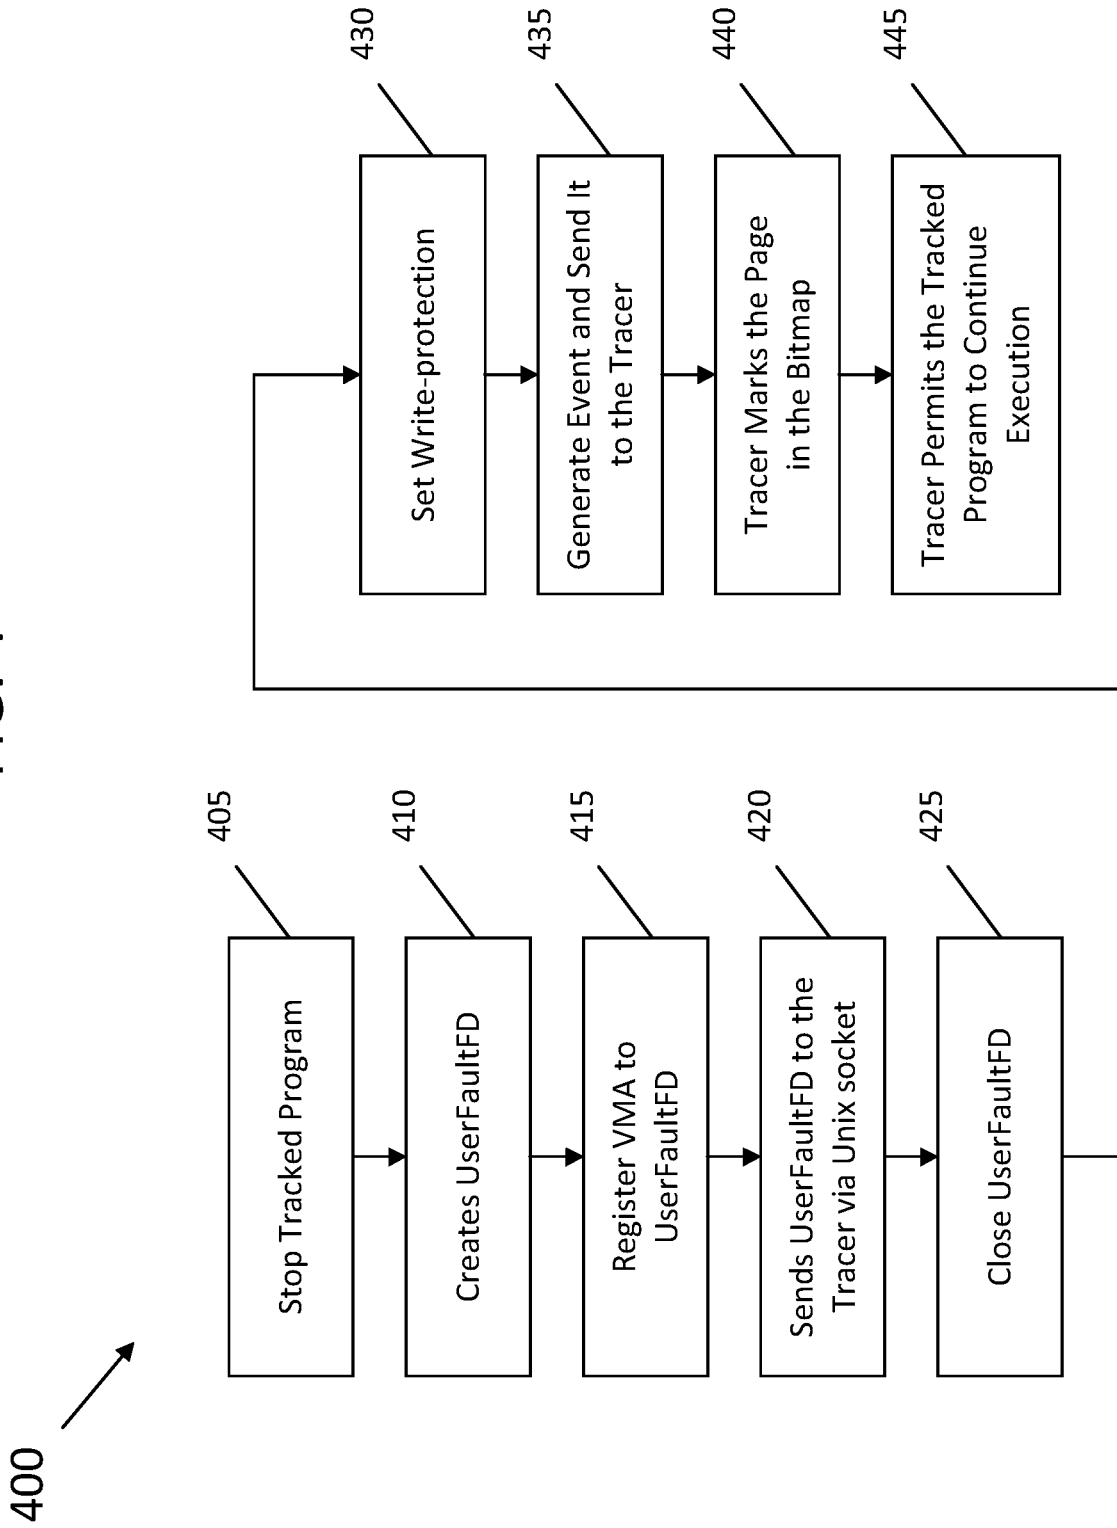 400
405
Stop Tracked Program
410
Creates UserFaultFD
415
Register VMA to
UserFaultFD
420
Sends UserFaultFD to the
Tracer via Unix socket
425
Close UserFaultFD
430
Set Write-protection
435
Generate Event and Send It
to the Tracer
440
Tracer Marks the Page
in the Bitmap
445
Tracer Permits the Tracked
Program to Continue
Execution